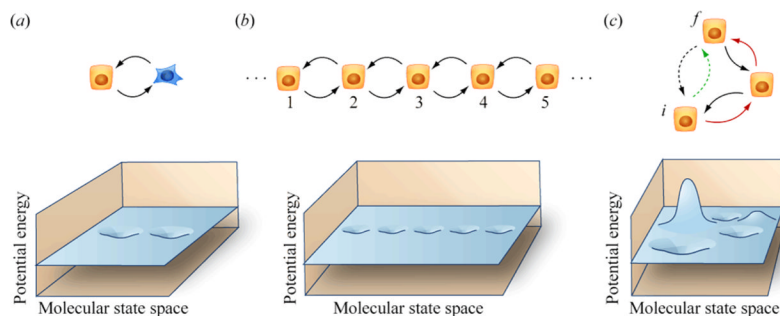 (a)
(b)
. . .
1 2 3 4 5
. . .
(c)
f
i
Potential energy
Molecular state space
Potential energy
Molecular state space
Potential energy
Molecular state space